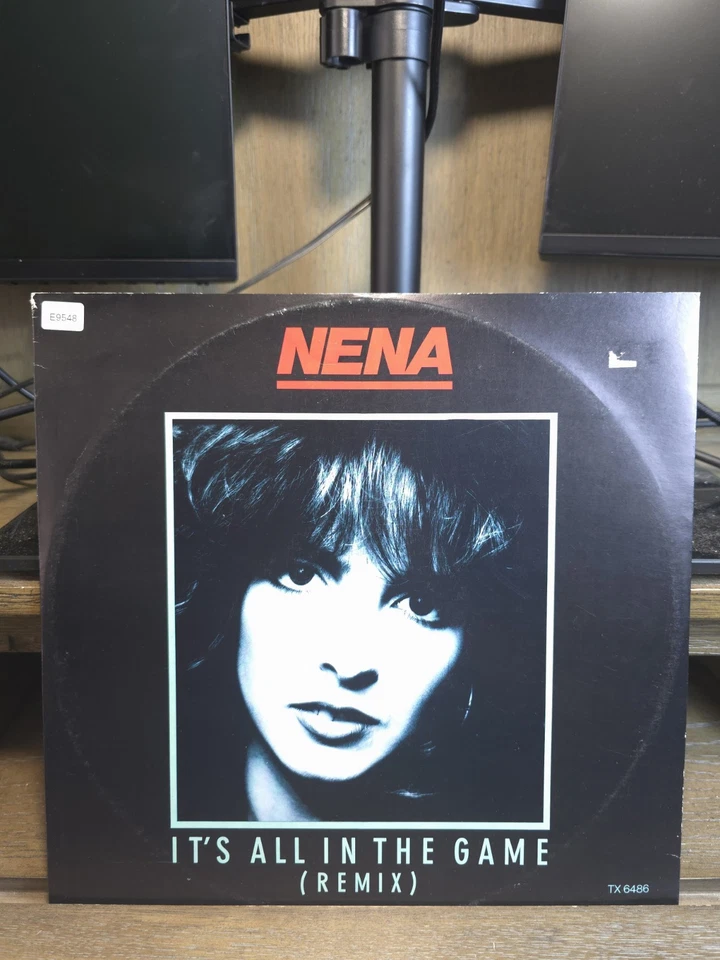 E9548
NENA
IT'S ALL IN THE GAME
(REMIX)
TX 6486